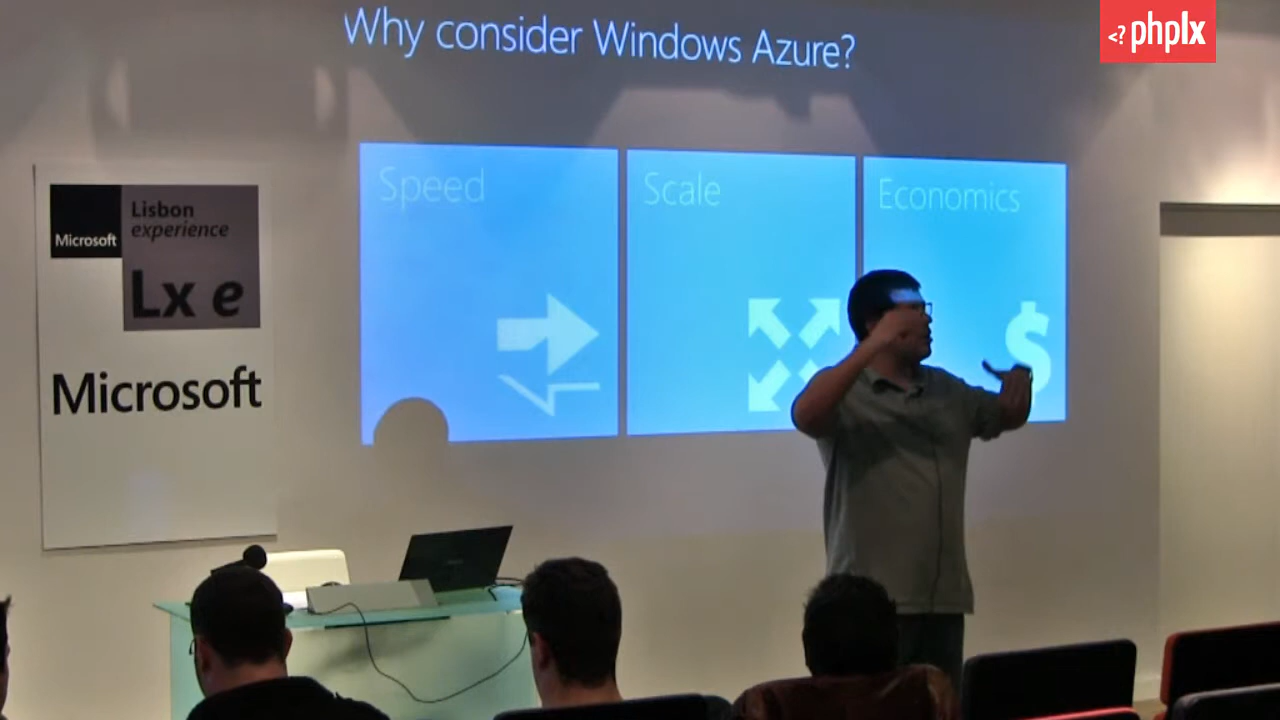 Why consider Windows Azure?
<? phplx
Speed
Scale
Economics
$
Microsoft
Lisbon
experience
Lx e
Microsoft